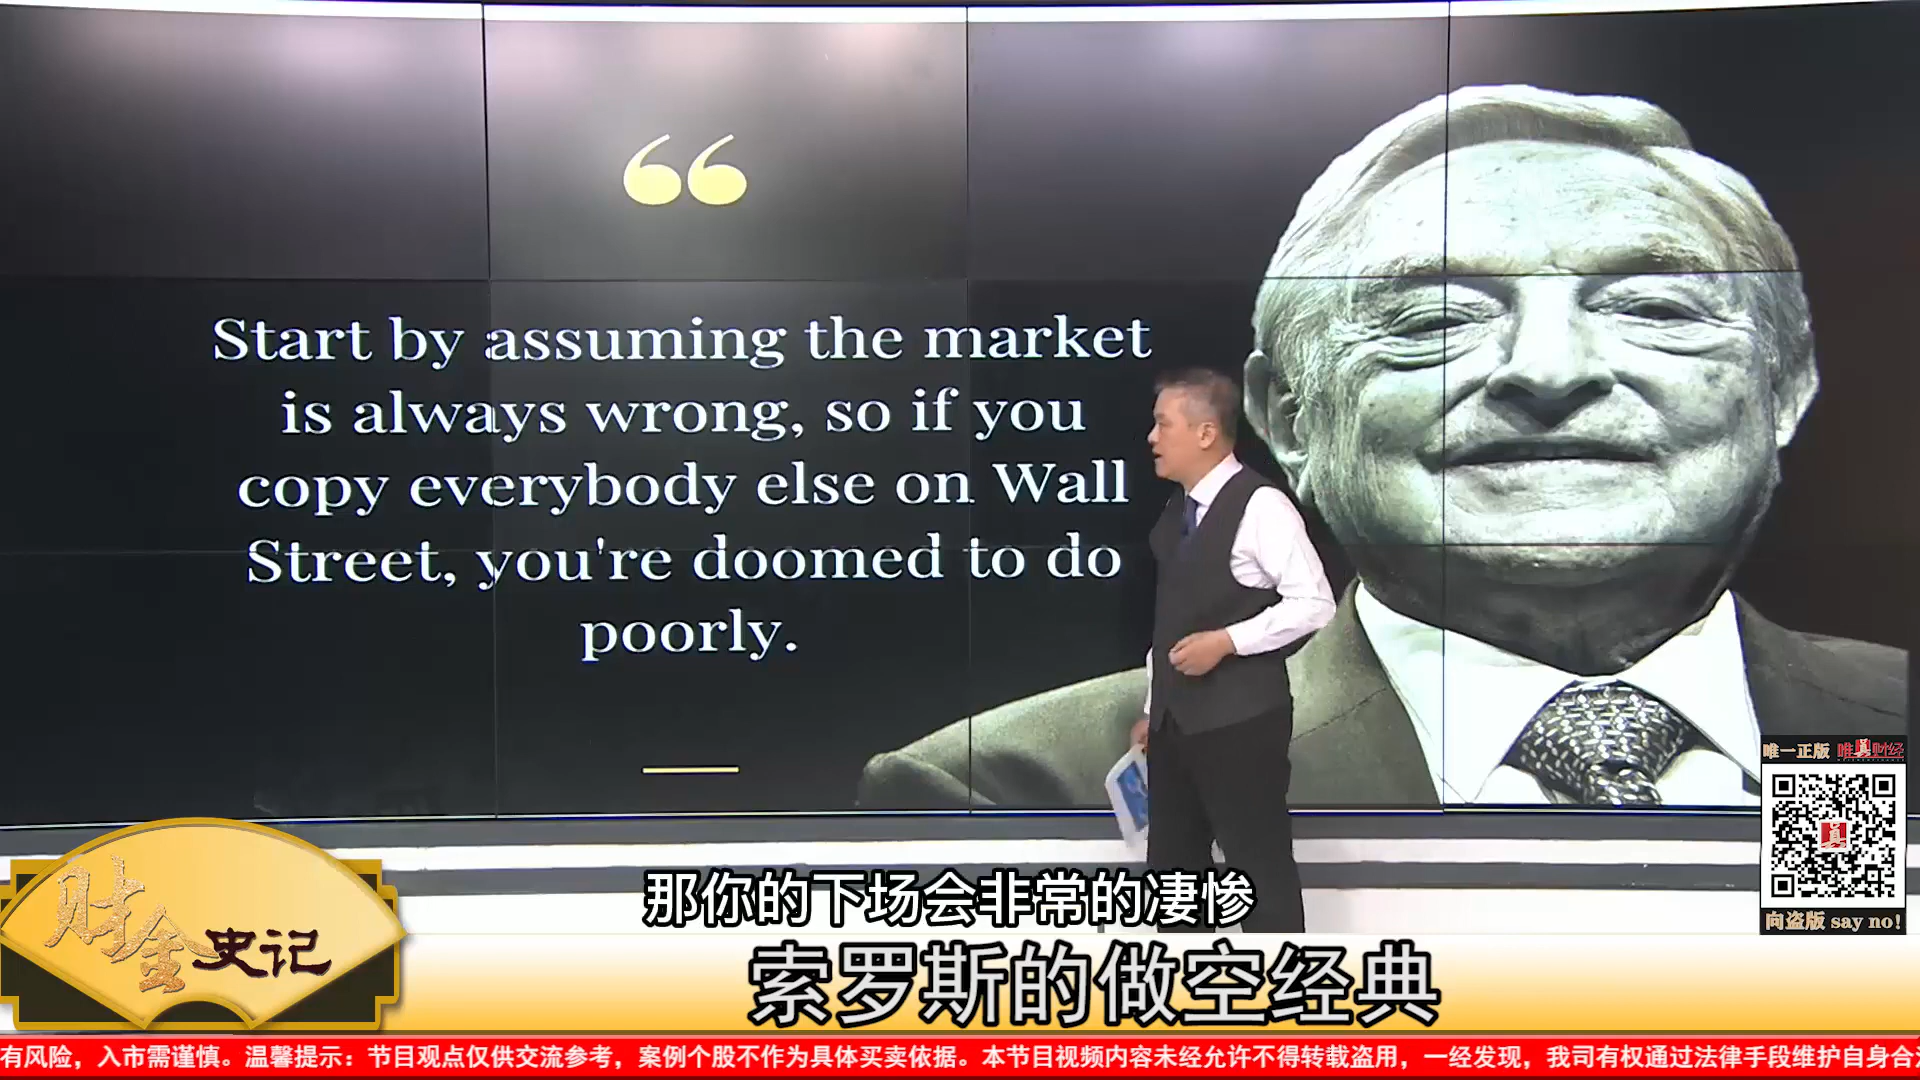 “
Start by assuming the market
is always wrong, so if you
copy everybody else on Wall
Street, you're doomed to do
poorly.
唯一正版 唯真财经
真
向盗版 say no!
那你的下场会非常的凄惨
财金史记
索罗斯的做空经典
有风险，入市需谨慎。温馨提示：节目观点仅供交流参考，案例个股不作为具体买卖依据。本节目视频内容未经允许不得转载盗用，一经发现，我司有权通过法律手段维护自身合